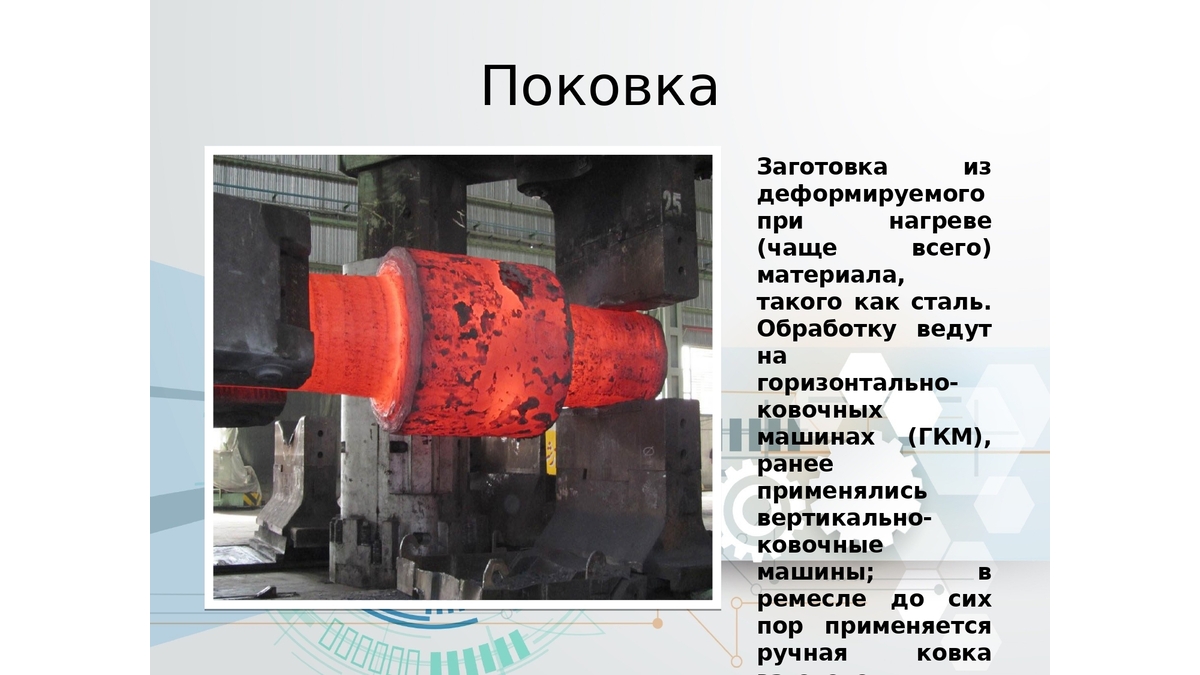 Поковка
25
Заготовка из
деформируемого
при нагреве
(чаще всего)
материала,
такого как сталь.
Обработку ведут
на
горизонтально-
ковочных
машинах (ГКМ),
ранее
применялись
вертикально-
ковочные
машины; в
ремесле до сих
пор применяется
ручная ковка